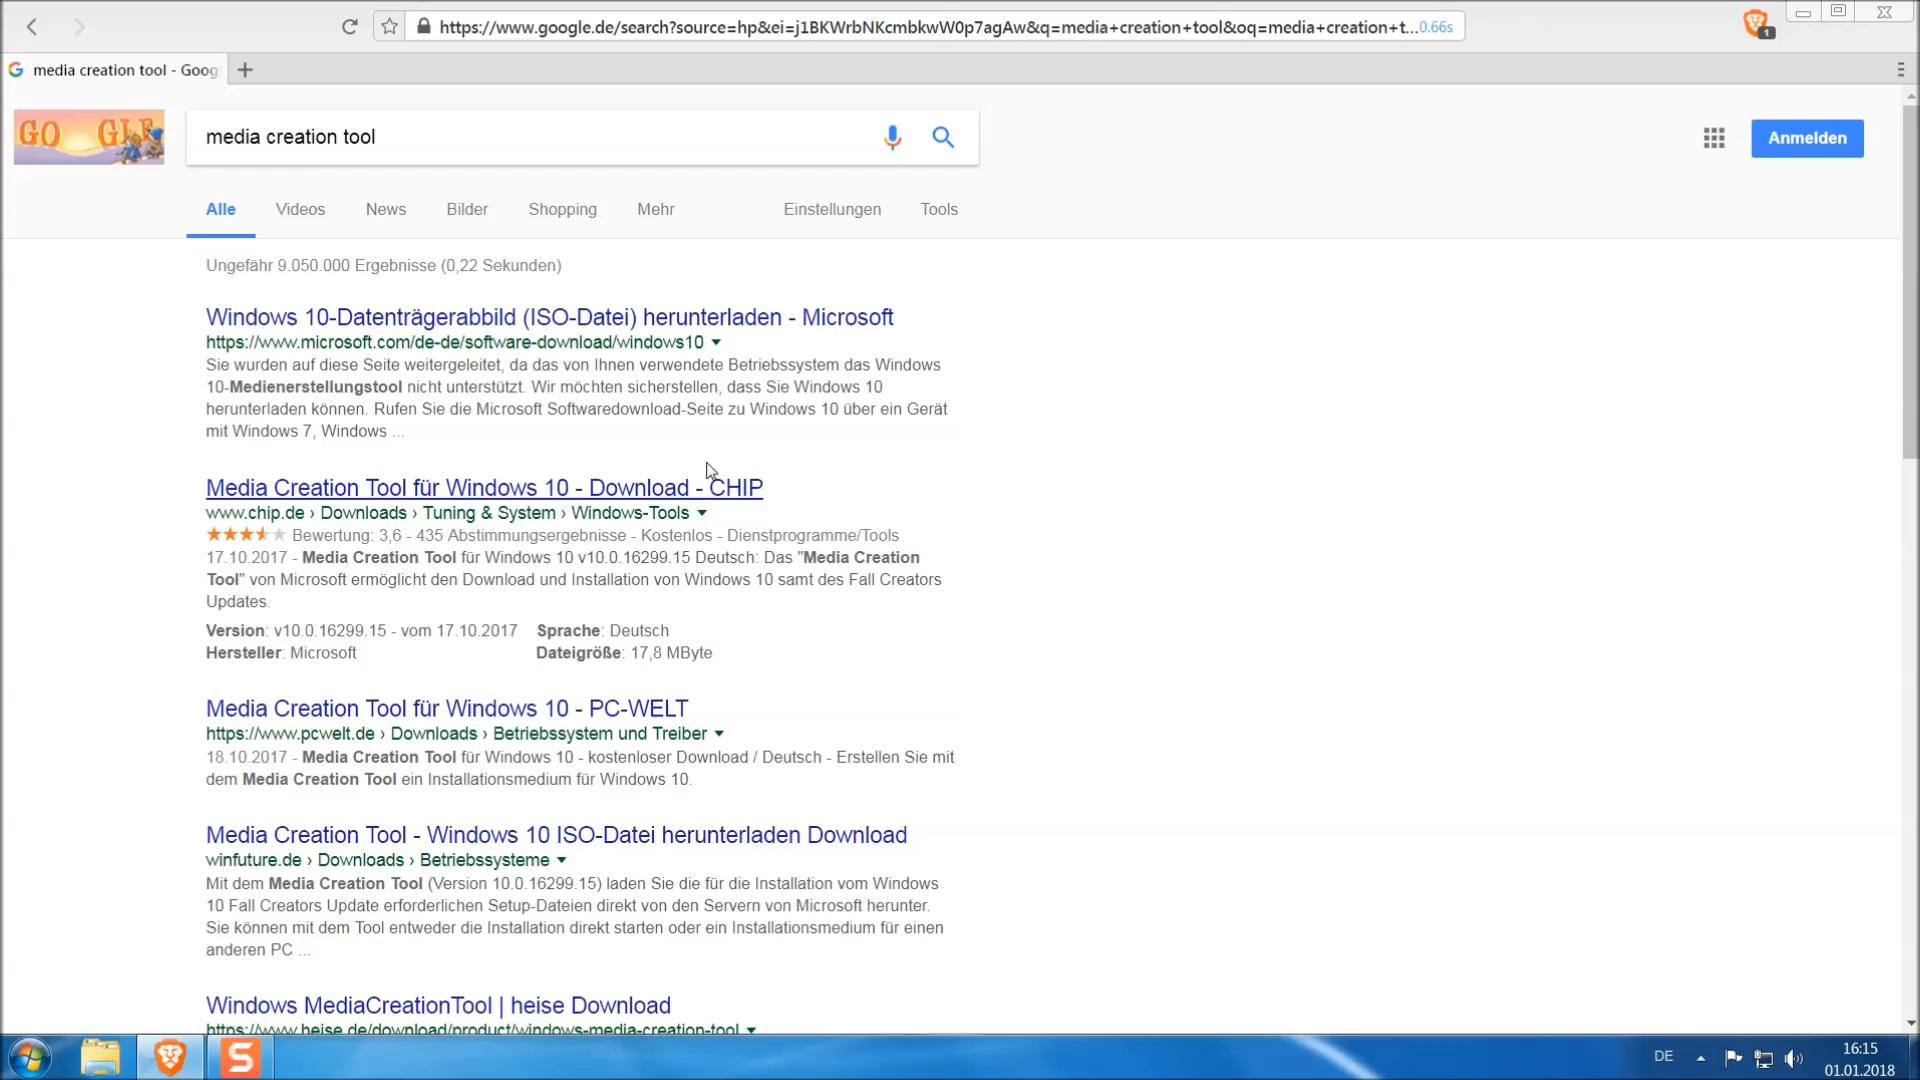 https://www.google.de/search?source=hp&ei=j1BKWrbNKcmbkwW0p7agAw&q=media+creation+tool&oq=media+creation+t... 0.66s
1
media creation tool - Goog
GOOGLE
media creation tool
Anmelden
Alle Videos News Bilder Shopping Mehr Einstellungen Tools
Ungefähr 9.050.000 Ergebnisse (0,22 Sekunden)
Windows 10-Datenträgerabbild (ISO-Datei) herunterladen - Microsoft
https://www.microsoft.com/de-de/software-download/windows10
Sie wurden auf diese Seite weitergeleitet, da das von Ihnen verwendete Betriebssystem das Windows
10-Medienerstellungstool nicht unterstützt. Wir möchten sicherstellen, dass Sie Windows 10
herunterladen können. Rufen Sie die Microsoft Softwaredownload-Seite zu Windows 10 über ein Gerät
mit Windows 7, Windows ...
Media Creation Tool für Windows 10 - Download - CHIP
www.chip.de › Downloads › Tuning & System › Windows-Tools
Bewertung: 3,6 - 435 Abstimmungsergebnisse - Kostenlos - Dienstprogramme/Tools
17.10.2017 - Media Creation Tool für Windows 10 v10.0.16299.15 Deutsch: Das "Media Creation
Tool" von Microsoft ermöglicht den Download und Installation von Windows 10 samt des Fall Creators
Updates.
Version: v10.0.16299.15 - vom 17.10.2017 Sprache: Deutsch
Hersteller: Microsoft Dateigröße: 17,8 MByte
Media Creation Tool für Windows 10 - PC-WELT
https://www.pcwelt.de › Downloads › Betriebssystem und Treiber
18.10.2017 - Media Creation Tool für Windows 10 - kostenloser Download / Deutsch - Erstellen Sie mit
dem Media Creation Tool ein Installationsmedium für Windows 10.
Media Creation Tool - Windows 10 ISO-Datei herunterladen Download
winfuture.de › Downloads › Betriebssysteme
Mit dem Media Creation Tool (Version 10.0.16299.15) laden Sie die für die Installation vom Windows
10 Fall Creators Update erforderlichen Setup-Dateien direkt von den Servern von Microsoft herunter.
Sie können mit dem Tool entweder die Installation direkt starten oder ein Installationsmedium für einen
anderen PC ...
Windows MediaCreationTool | heise Download
https://www.heise.de/download/product/windows-media-creation-tool
DE
16:15
01.01.2018